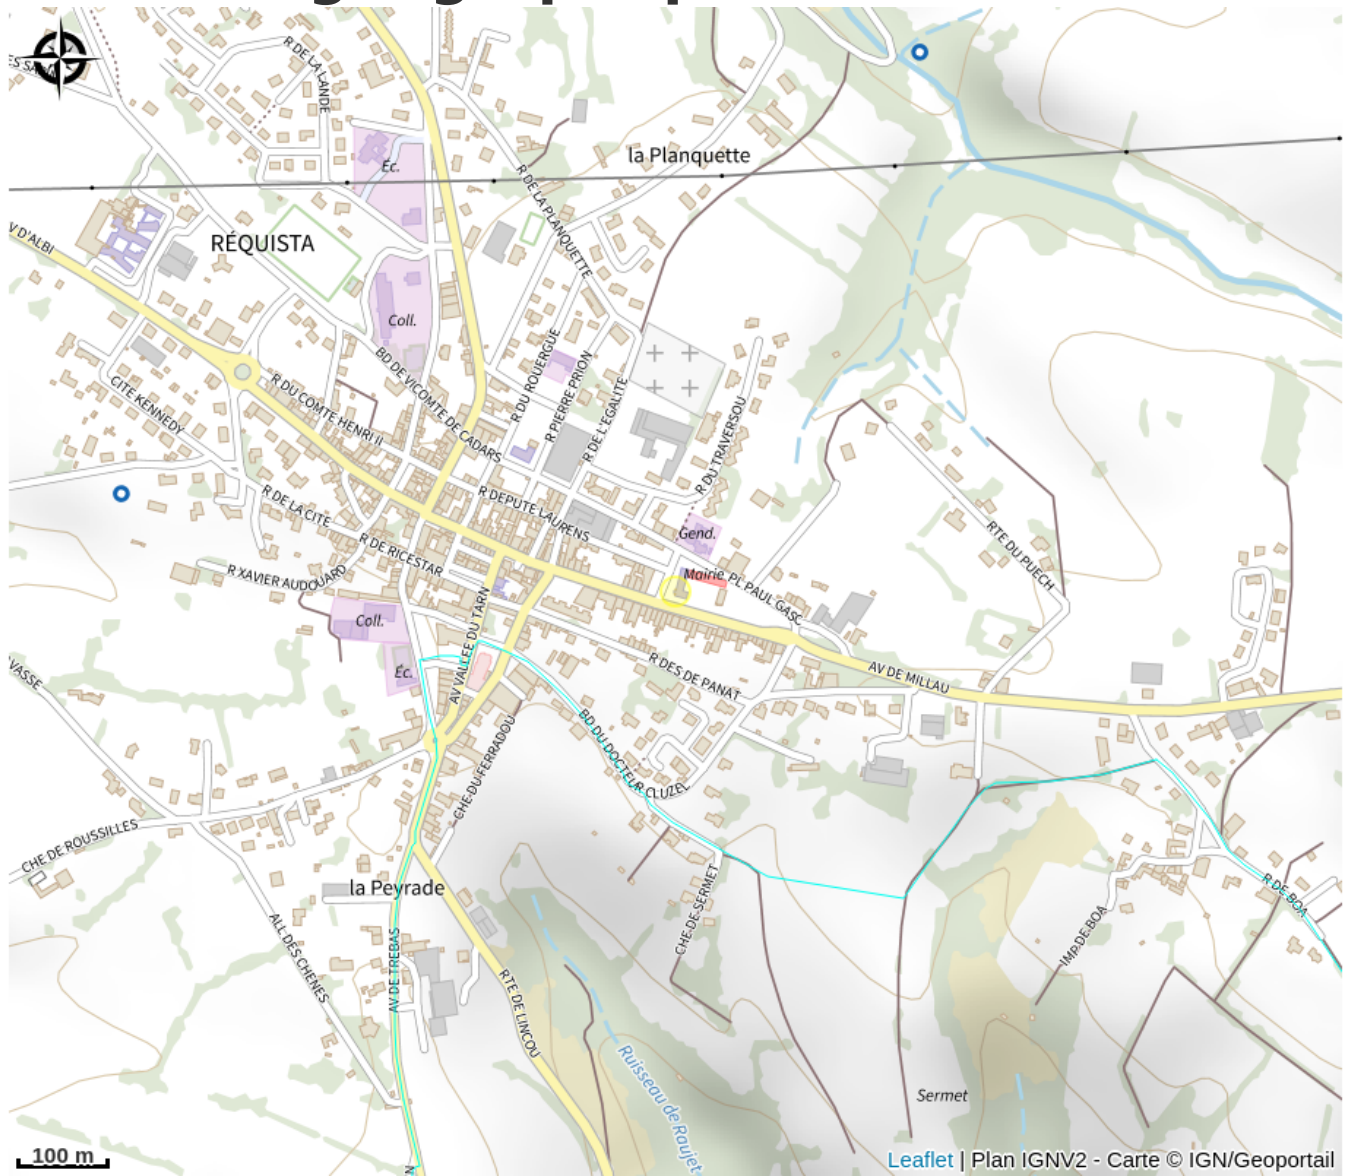 R DE LA LANDE
la Planquette
Éc.
R DE LA PLANQUETTE
RÉQUISTA
V D'ALBI
Coll.
BD DE VICOMTE DE CADARS
R DU ROUERGUE
R PIERRE PRION
R DE L'EGALITE
R DU TRAVERSOU
CITE KENNEDY
R DU COMTE HENRI II
R DE LA CITE
R DEPUTE LAURENS
R DE RICESTAR
Gend.
RTE DU PUECH
R XAVIER AUDOUARD
Mairie
PL PAUL GASC
Coll.
AV VALLEE DU TARN
Éc.
R DES DE PANAT
AV DE MILLAU
VASSE
BD DU DOCTEUR CLUZEL
CHE DU FERRADOU
CHE DE ROUSSILLES
la Peyrade
CHE DE SERMET
R DE BOA
IMP DE BOA
ALL DES CHENES
AV DE TREBAS
RTE DE LINCOU
Ruisseau de Raujet
Sermet
100 m
N
Leaflet | Plan IGNV2 - Carte © IGN/Geoportail